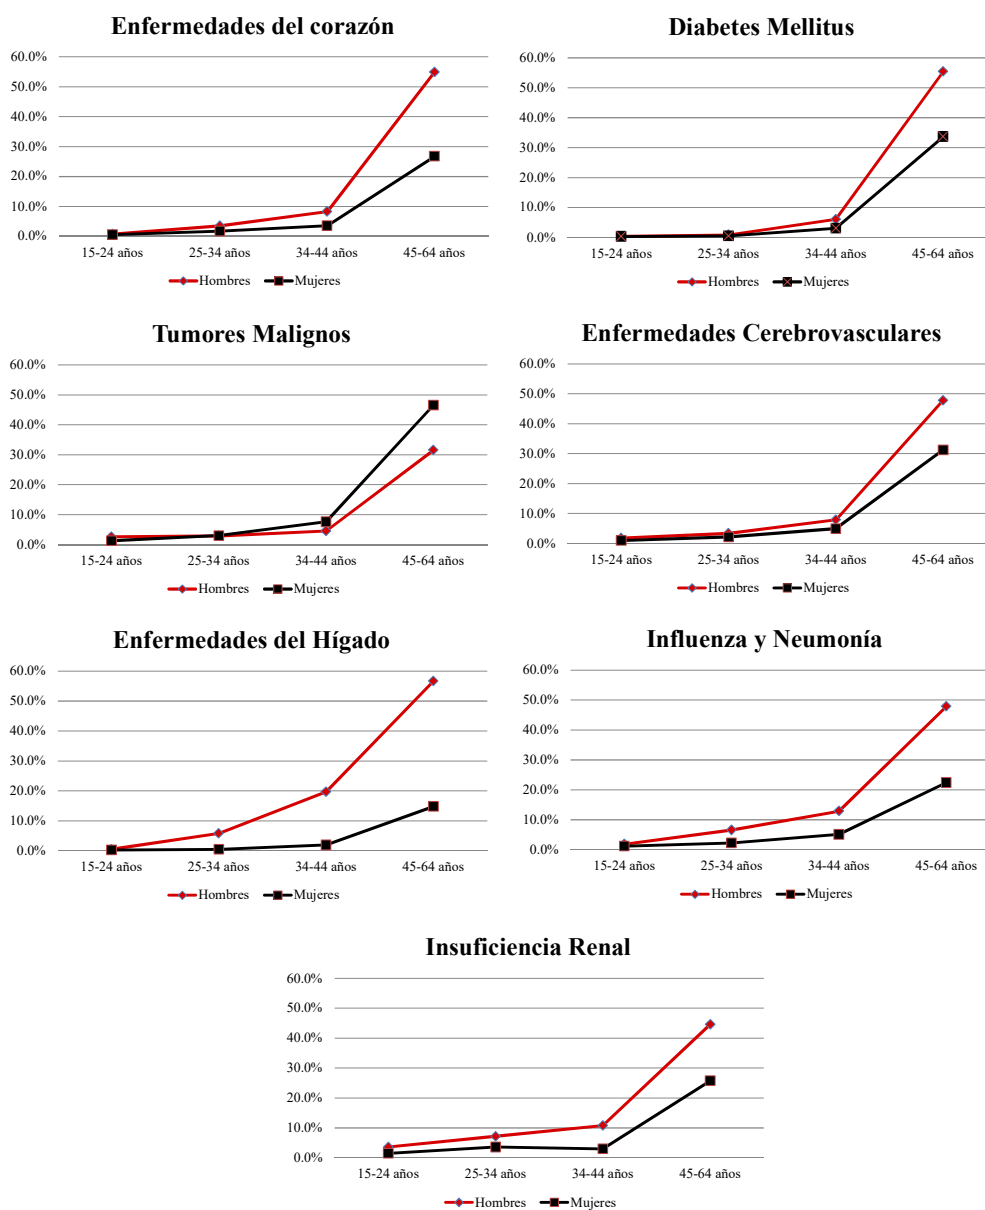 Enfermedades del corazón
60.0%
50.0%
40.0%
30.0%
20.0%
10.0%
0.0%
15-24 años 25-34 años 34-44 años 45-64 años
Hombres Mujeres
Diabetes Mellitus
60.0%
50.0%
40.0%
30.0%
20.0%
10.0%
0.0%
15-24 años 25-34 años 34-44 años 45-64 años
Hombres Mujeres
Tumores Malignos
60.0%
50.0%
40.0%
30.0%
20.0%
10.0%
0.0%
15-24 años 25-34 años 34-44 años 45-64 años
Hombres Mujeres
Enfermedades Cerebrovasculares
60.0%
50.0%
40.0%
30.0%
20.0%
10.0%
0.0%
15-24 años 25-34 años 34-44 años 45-64 años
Hombres Mujeres
Enfermedades del Hígado
60.0%
50.0%
40.0%
30.0%
20.0%
10.0%
0.0%
15-24 años 25-34 años 34-44 años 45-64 años
Hombres Mujeres
Influenza y Neumonía
60.0%
50.0%
40.0%
30.0%
20.0%
10.0%
0.0%
15-24 años 25-34 años 34-44 años 45-64 años
Hombres Mujeres
Insuficiencia Renal
60.0%
50.0%
40.0%
30.0%
20.0%
10.0%
0.0%
15-24 años 25-34 años 34-44 años 45-64 años
Hombres Mujeres